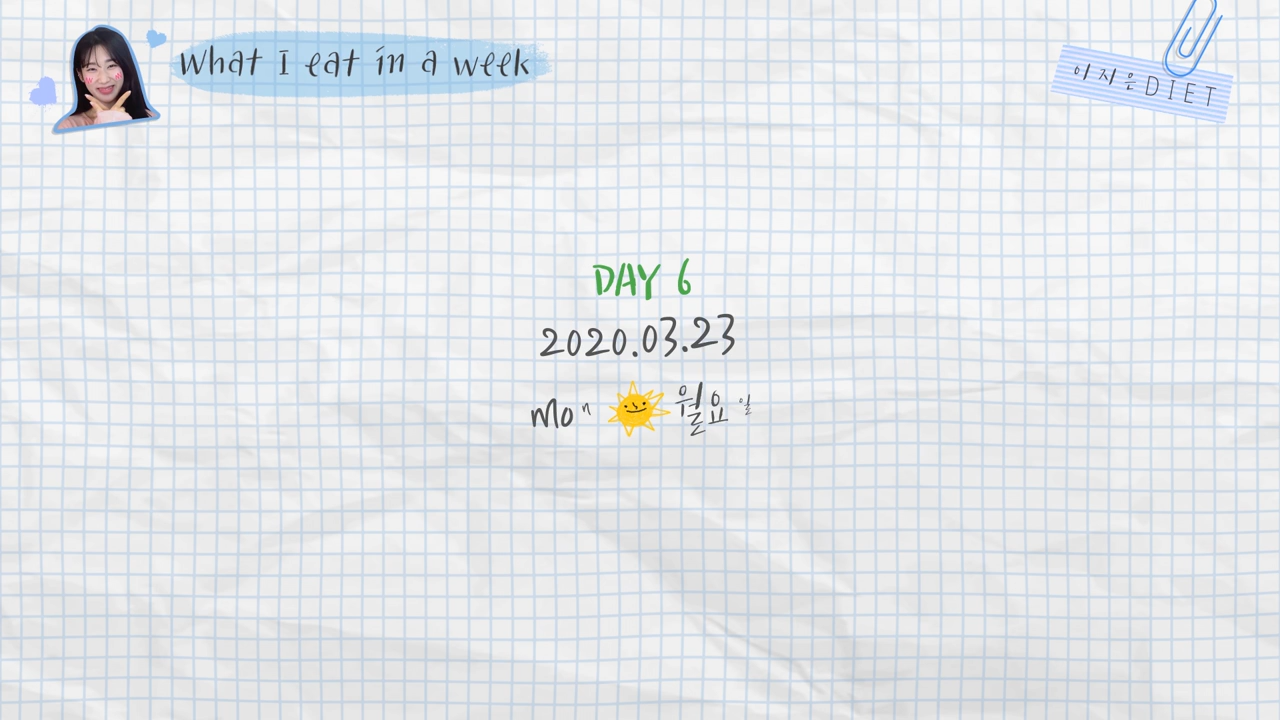 What I eat in a week
이지은DIET
DAY 6
2020.03.23
Mon 월요일